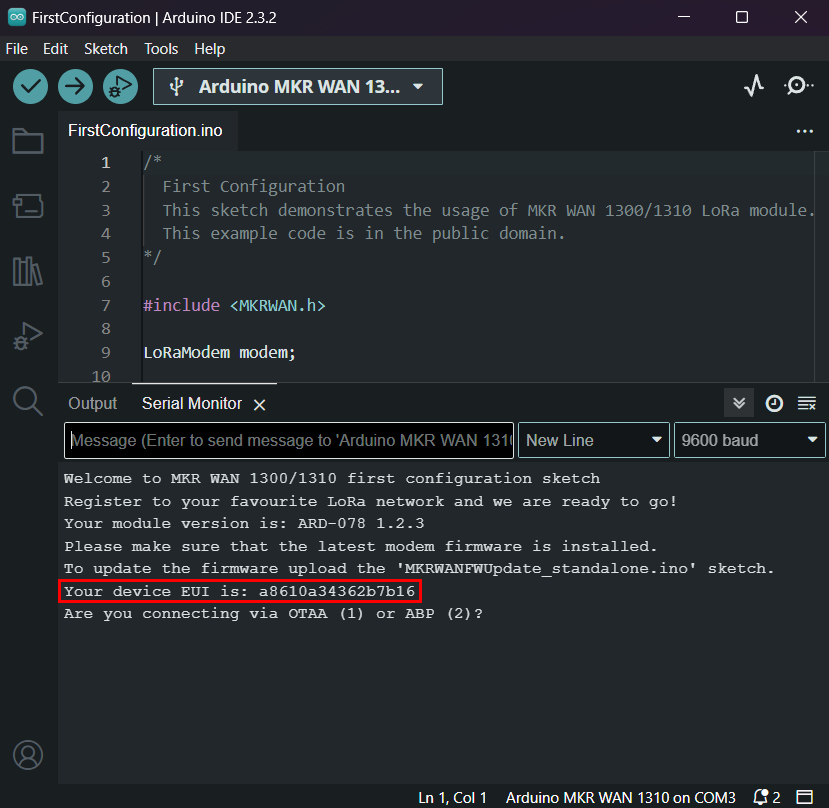 FirstConfiguration | Arduino IDE 2.3.2
File Edit Sketch Tools Help
Arduino MKR WAN 13...
FirstConfiguration.ino
1 /*
2 First Configuration
3 This sketch demonstrates the usage of MKR WAN 1300/1310 LoRa module.
4 This example code is in the public domain.
5 */
6
7 #include <MKRWAN.h>
8
9 LoRaModem modem;
10
Output Serial Monitor
Message (Enter to send message to 'Arduino MKR WAN 1310 New Line 9600 baud
Welcome to MKR WAN 1300/1310 first configuration sketch
Register to your favourite LoRa network and we are ready to go!
Your module version is: ARD-078 1.2.3
Please make sure that the latest modem firmware is installed.
To update the firmware upload the 'MKRWANFWUpdate_standalone.ino' sketch.
Your device EUI is: a8610a34362b7b16
Are you connecting via OTAA (1) or ABP (2)?
Ln 1, Col 1 Arduino MKR WAN 1310 on COM3 2